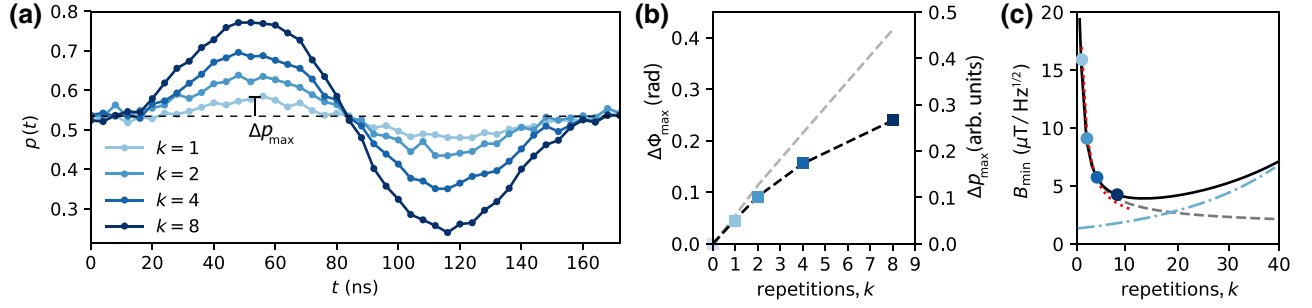 (a)
0.8
0.7
0.6
0.5
0.4
0.3
p(t)
Δp_max
k = 1
k = 2
k = 4
k = 8
0 20 40 60 80 100 120 140 160
t (ns)
(b)
0.4
0.3
0.2
0.1
0.0
ΔΦ_max (rad)
0.5
0.4
0.3
0.2
0.1
0.0
Δp_max(arb. units)
0 1 2 3 4 5 6 7 8 9
repetitions, k
(c)
20
15
10
5
0
B_min (μT / Hz^1/2)
0 10 20 30 40
repetitions, k